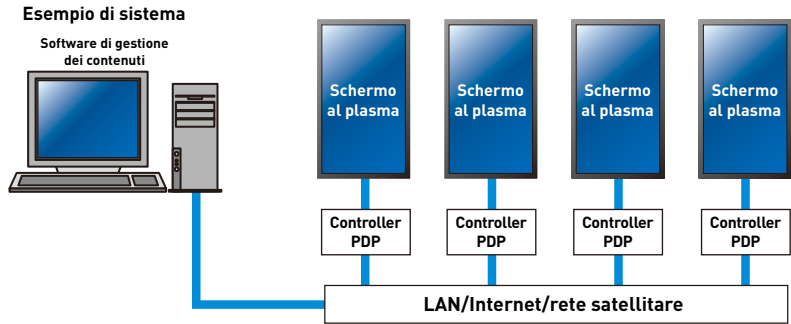 Esempio di sistema
Software di gestione
dei contenuti
Schermo
al plasma
Schermo
al plasma
Schermo
al plasma
Schermo
al plasma
Controller
PDP
Controller
PDP
Controller
PDP
Controller
PDP
LAN/Internet/rete satellitare